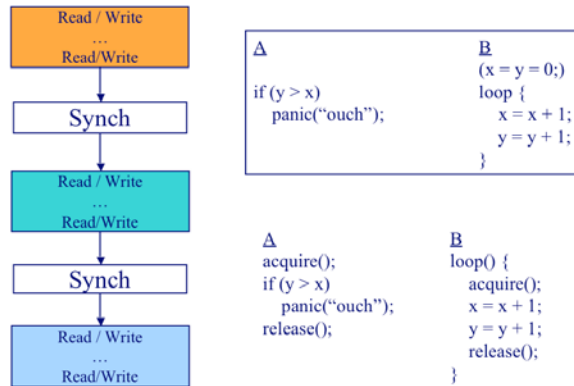 Read / Write
...
Read/Write
Synch
Read / Write
...
Read/Write
Synch
Read / Write
...
Read/Write
A
if (y > x)
panic(“ouch”);
B
(x = y = 0;)
loop {
x = x + 1;
y = y + 1;
}
A
acquire();
if (y > x)
panic(“ouch”);
release();
B
loop() {
acquire();
x = x + 1;
y = y + 1;
release();
}